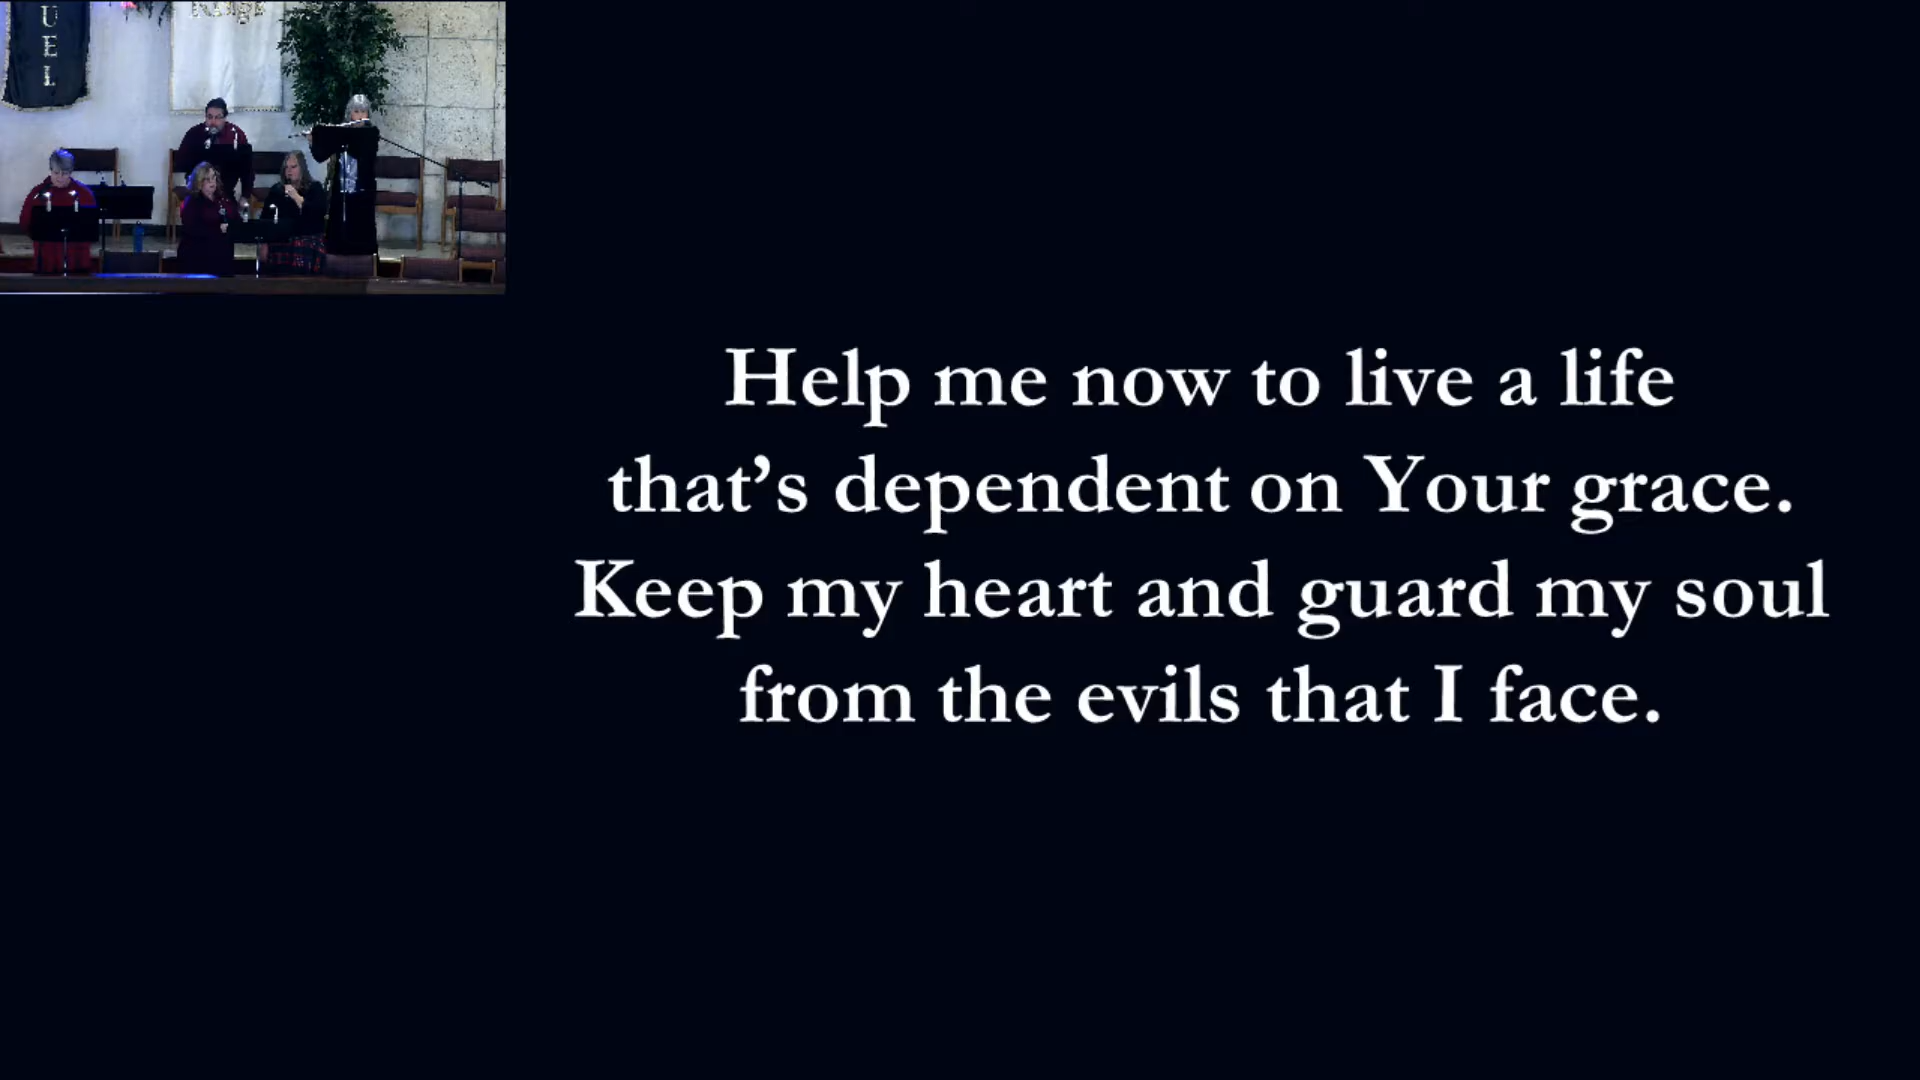 U
E
L
Help me now to live a life
that’s dependent on Your grace.
Keep my heart and guard my soul
from the evils that I face.